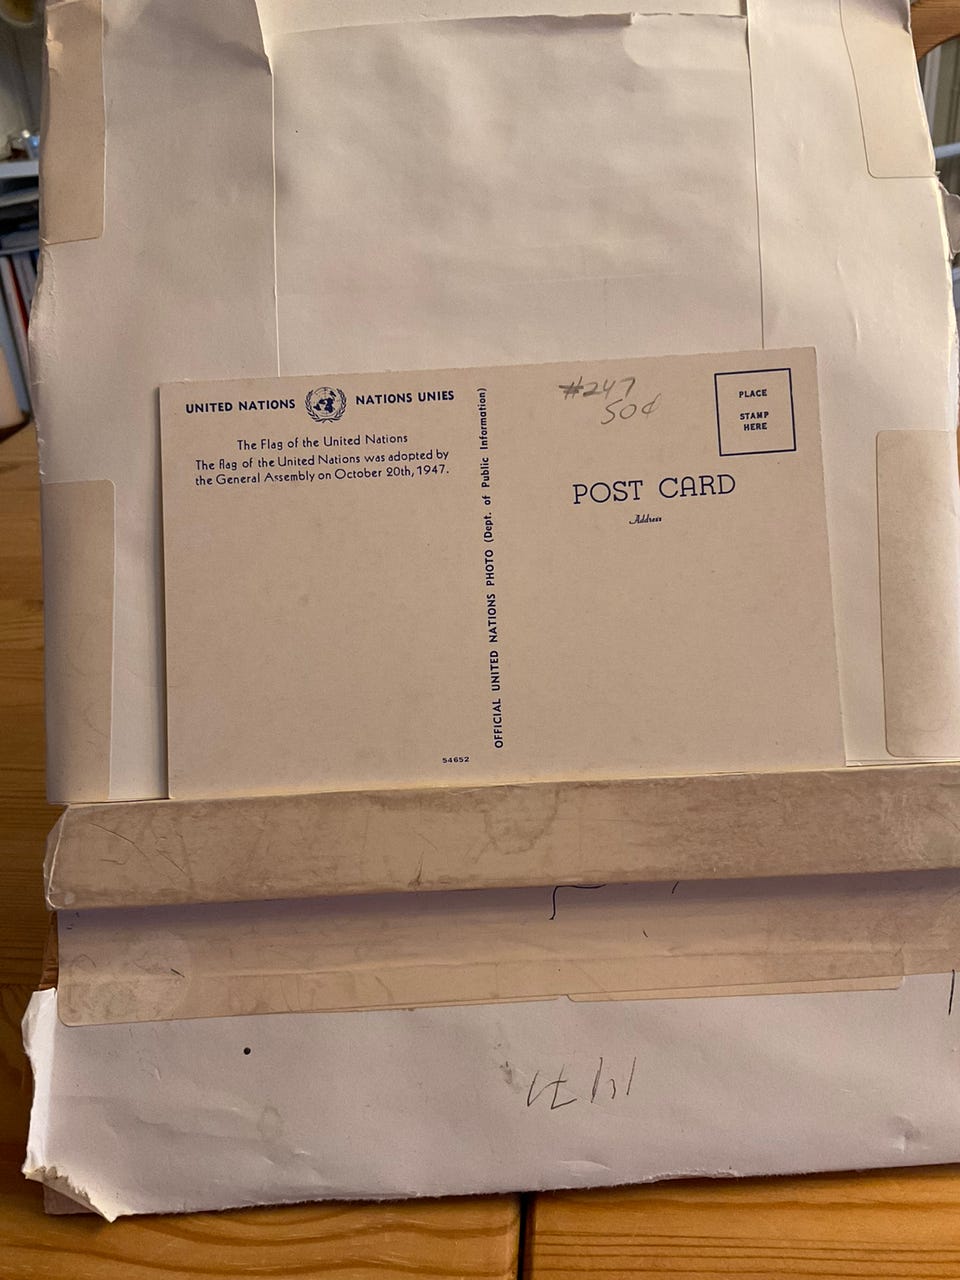 UNITED NATIONS NATIONS UNIES
The Flag of the United Nations
The flag of the United Nations was adopted by
the General Assembly on October 20th, 1947.
54652
OFFICIAL UNITED NATIONS PHOTO (Dept. of Public Information)
#247
50¢
PLACE
STAMP
HERE
POST CARD
Address